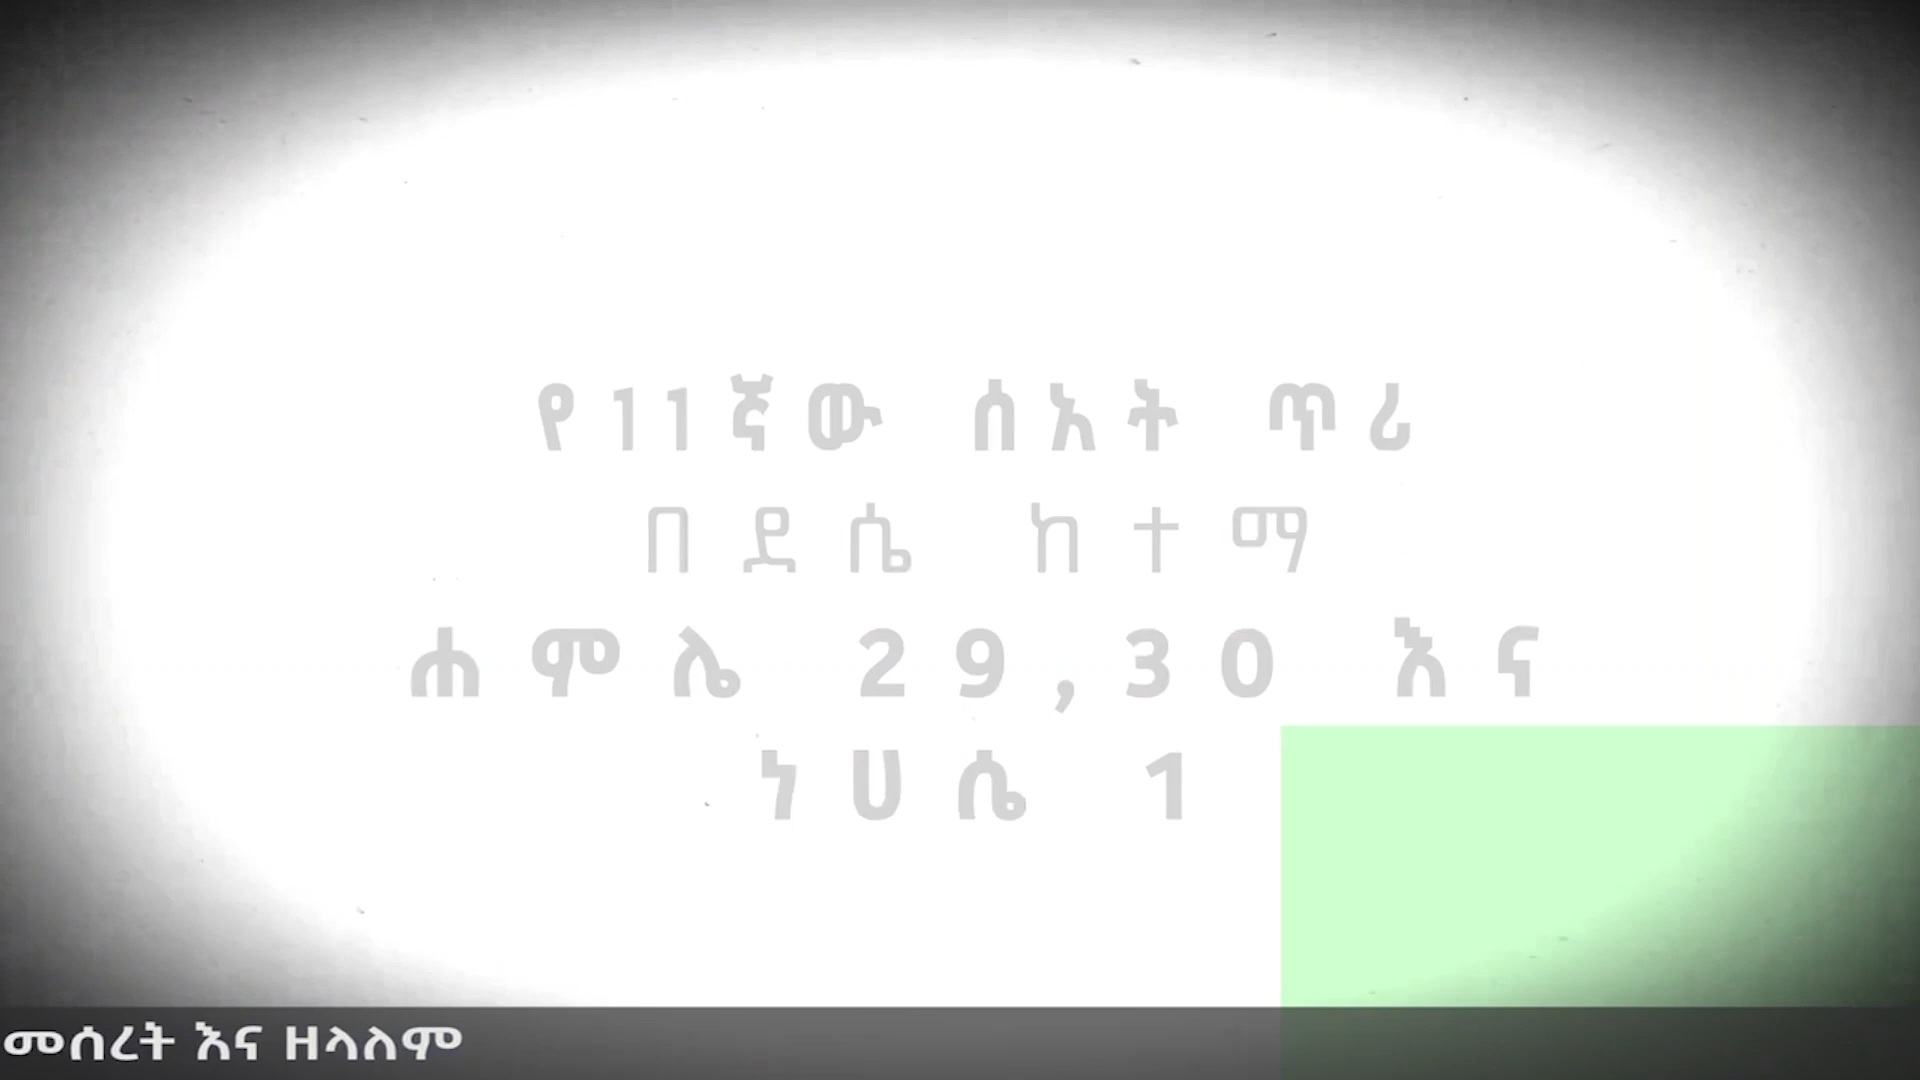 የ11ኛው ሰአት ጥሪ
በደሴ ከተማ
ሐምሌ 29,30 እና
ነሀሴ 1
መሰረት እና ዘላለም